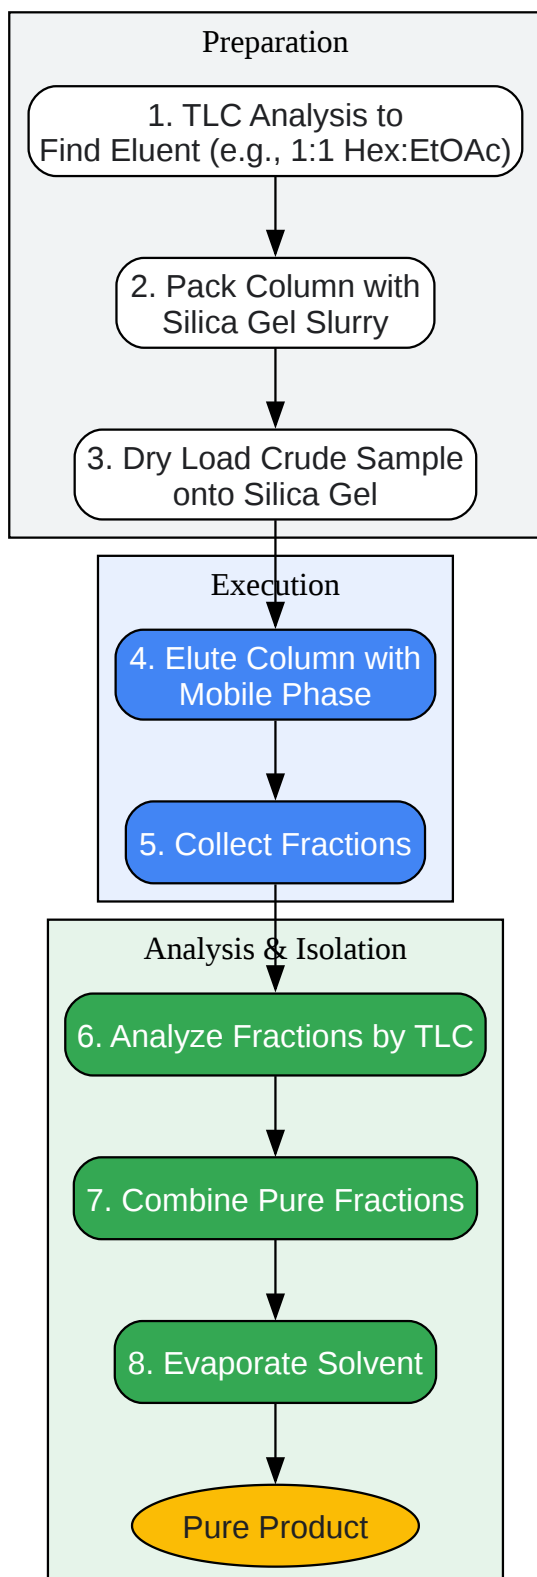 Preparation
1. TLC Analysis to
Find Eluent (e.g., 1:1 Hex:EtOAc)
2. Pack Column with
Silica Gel Slurry
3. Dry Load Crude Sample
onto Silica Gel
Execution
4. Elute Column with
Mobile Phase
5. Collect Fractions
Analysis & Isolation
6. Analyze Fractions by TLC
7. Combine Pure Fractions
8. Evaporate Solvent
Pure Product